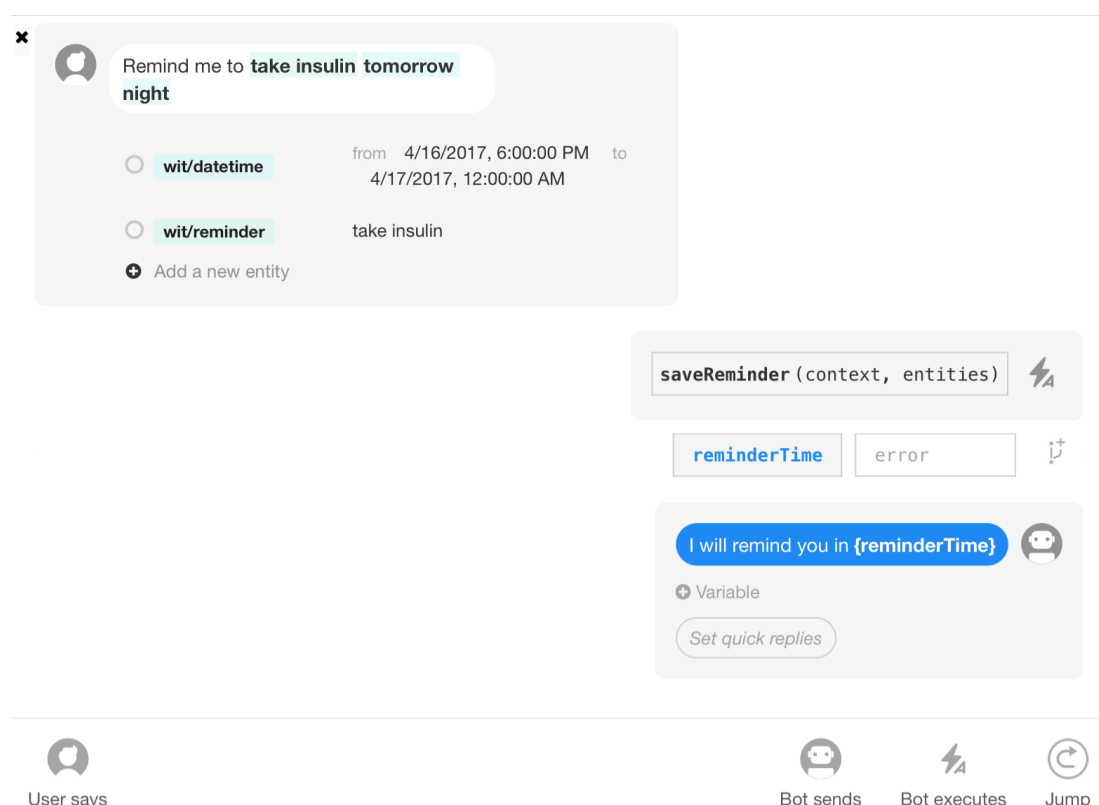 Remind me to take insulin tomorrow
night
wit/datetime
from 4/16/2017, 6:00:00 PM to
4/17/2017, 12:00:00 AM
wit/reminder
take insulin
Add a new entity
saveReminder(context, entities)
reminderTime
error
I will remind you in {reminderTime}
Variable
Set quick replies
User says
Bot sends
Bot executes
Jump